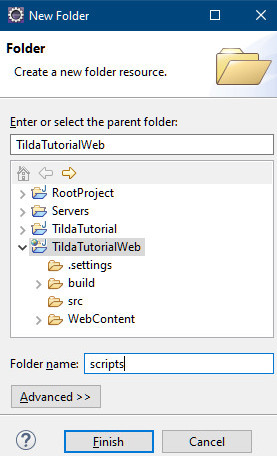 New Folder
Folder
Create a new folder resource.
Enter or select the parent folder:
TildaTutorialWeb
RootProject
Servers
TildaTutorial
TildaTutorialWeb
.settings
build
src
WebContent
Folder name: scripts
Advanced >>
? Finish Cancel